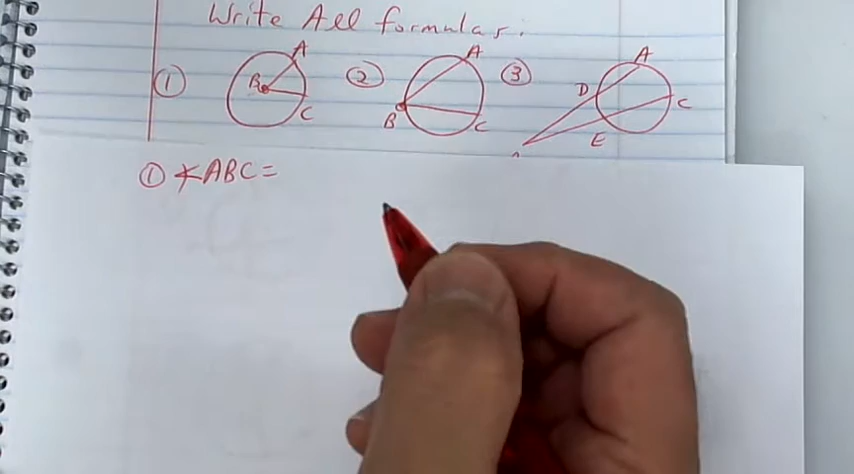 Write All formulas.
① A B C ② A B C ③ A D C E
① ∡ABC=